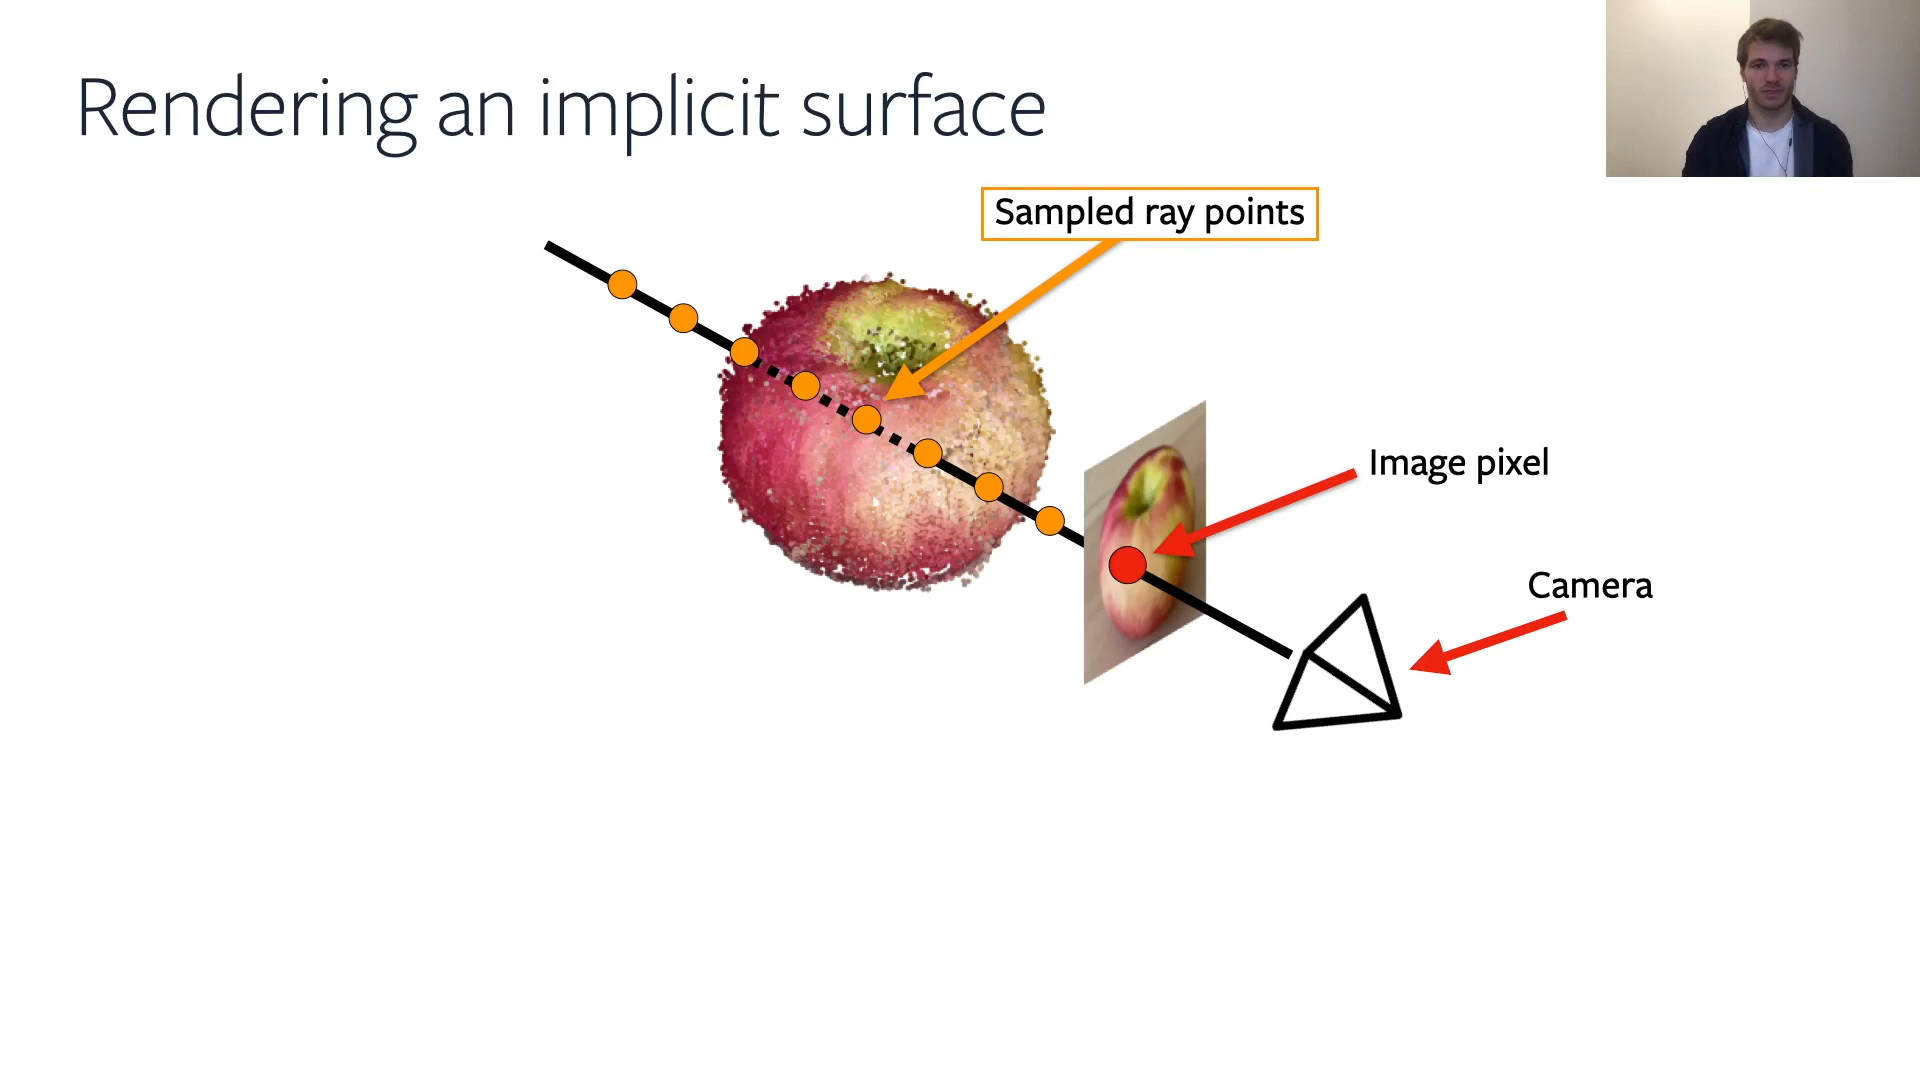 Rendering an implicit surface
Sampled ray points
Image pixel
Camera